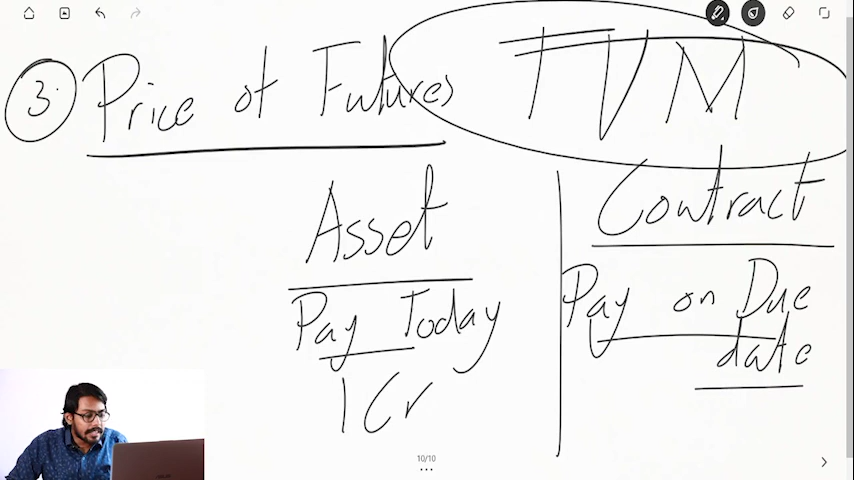 3. Price of Futures
TVM
Asset
Contract
Pay Today
Pay on Due date
1 Cr
10/10